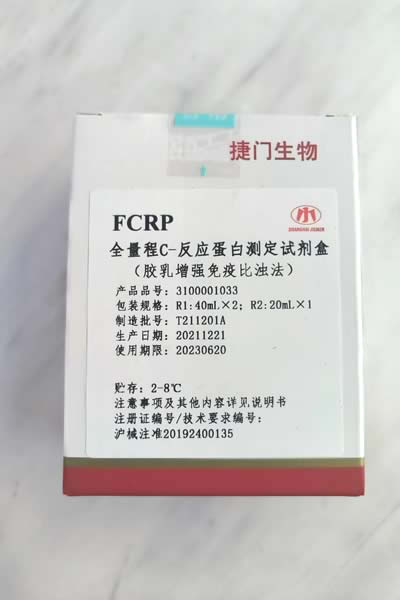 捷门生物
FCRP
SHANGHAI JIEMEN
全量程C-反应蛋白测定试剂盒
（胶乳增强免疫比浊法）
产品品号：3100001033
包装规格：R1:40mL×2；R2:20mL×1
制造批号：T211201A
生产日期：20211221
使用期限：20230620
贮存：2-8℃
注意事项及其他内容详见说明书
注册证编号/技术要求编号：
沪械注准20192400135